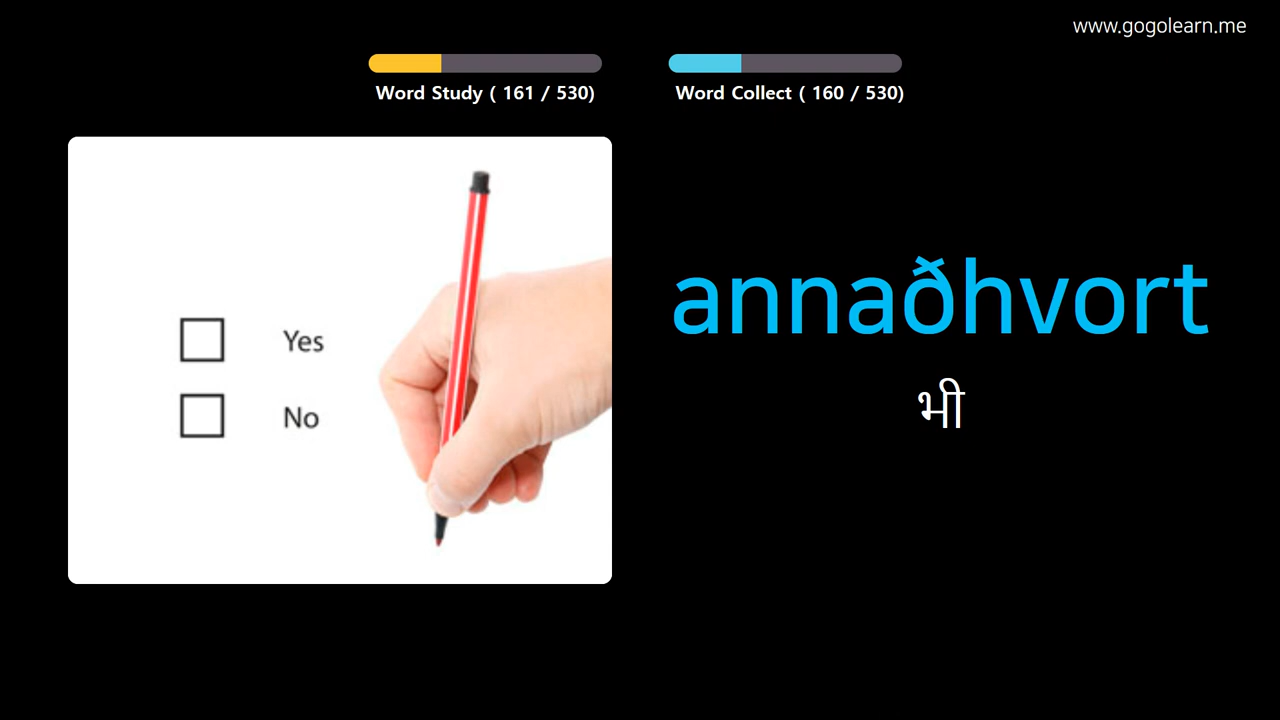 www.gogolearn.me
Word Study ( 161 / 530)
Word Collect ( 160 / 530)
Yes
No
annaðhvort
भी